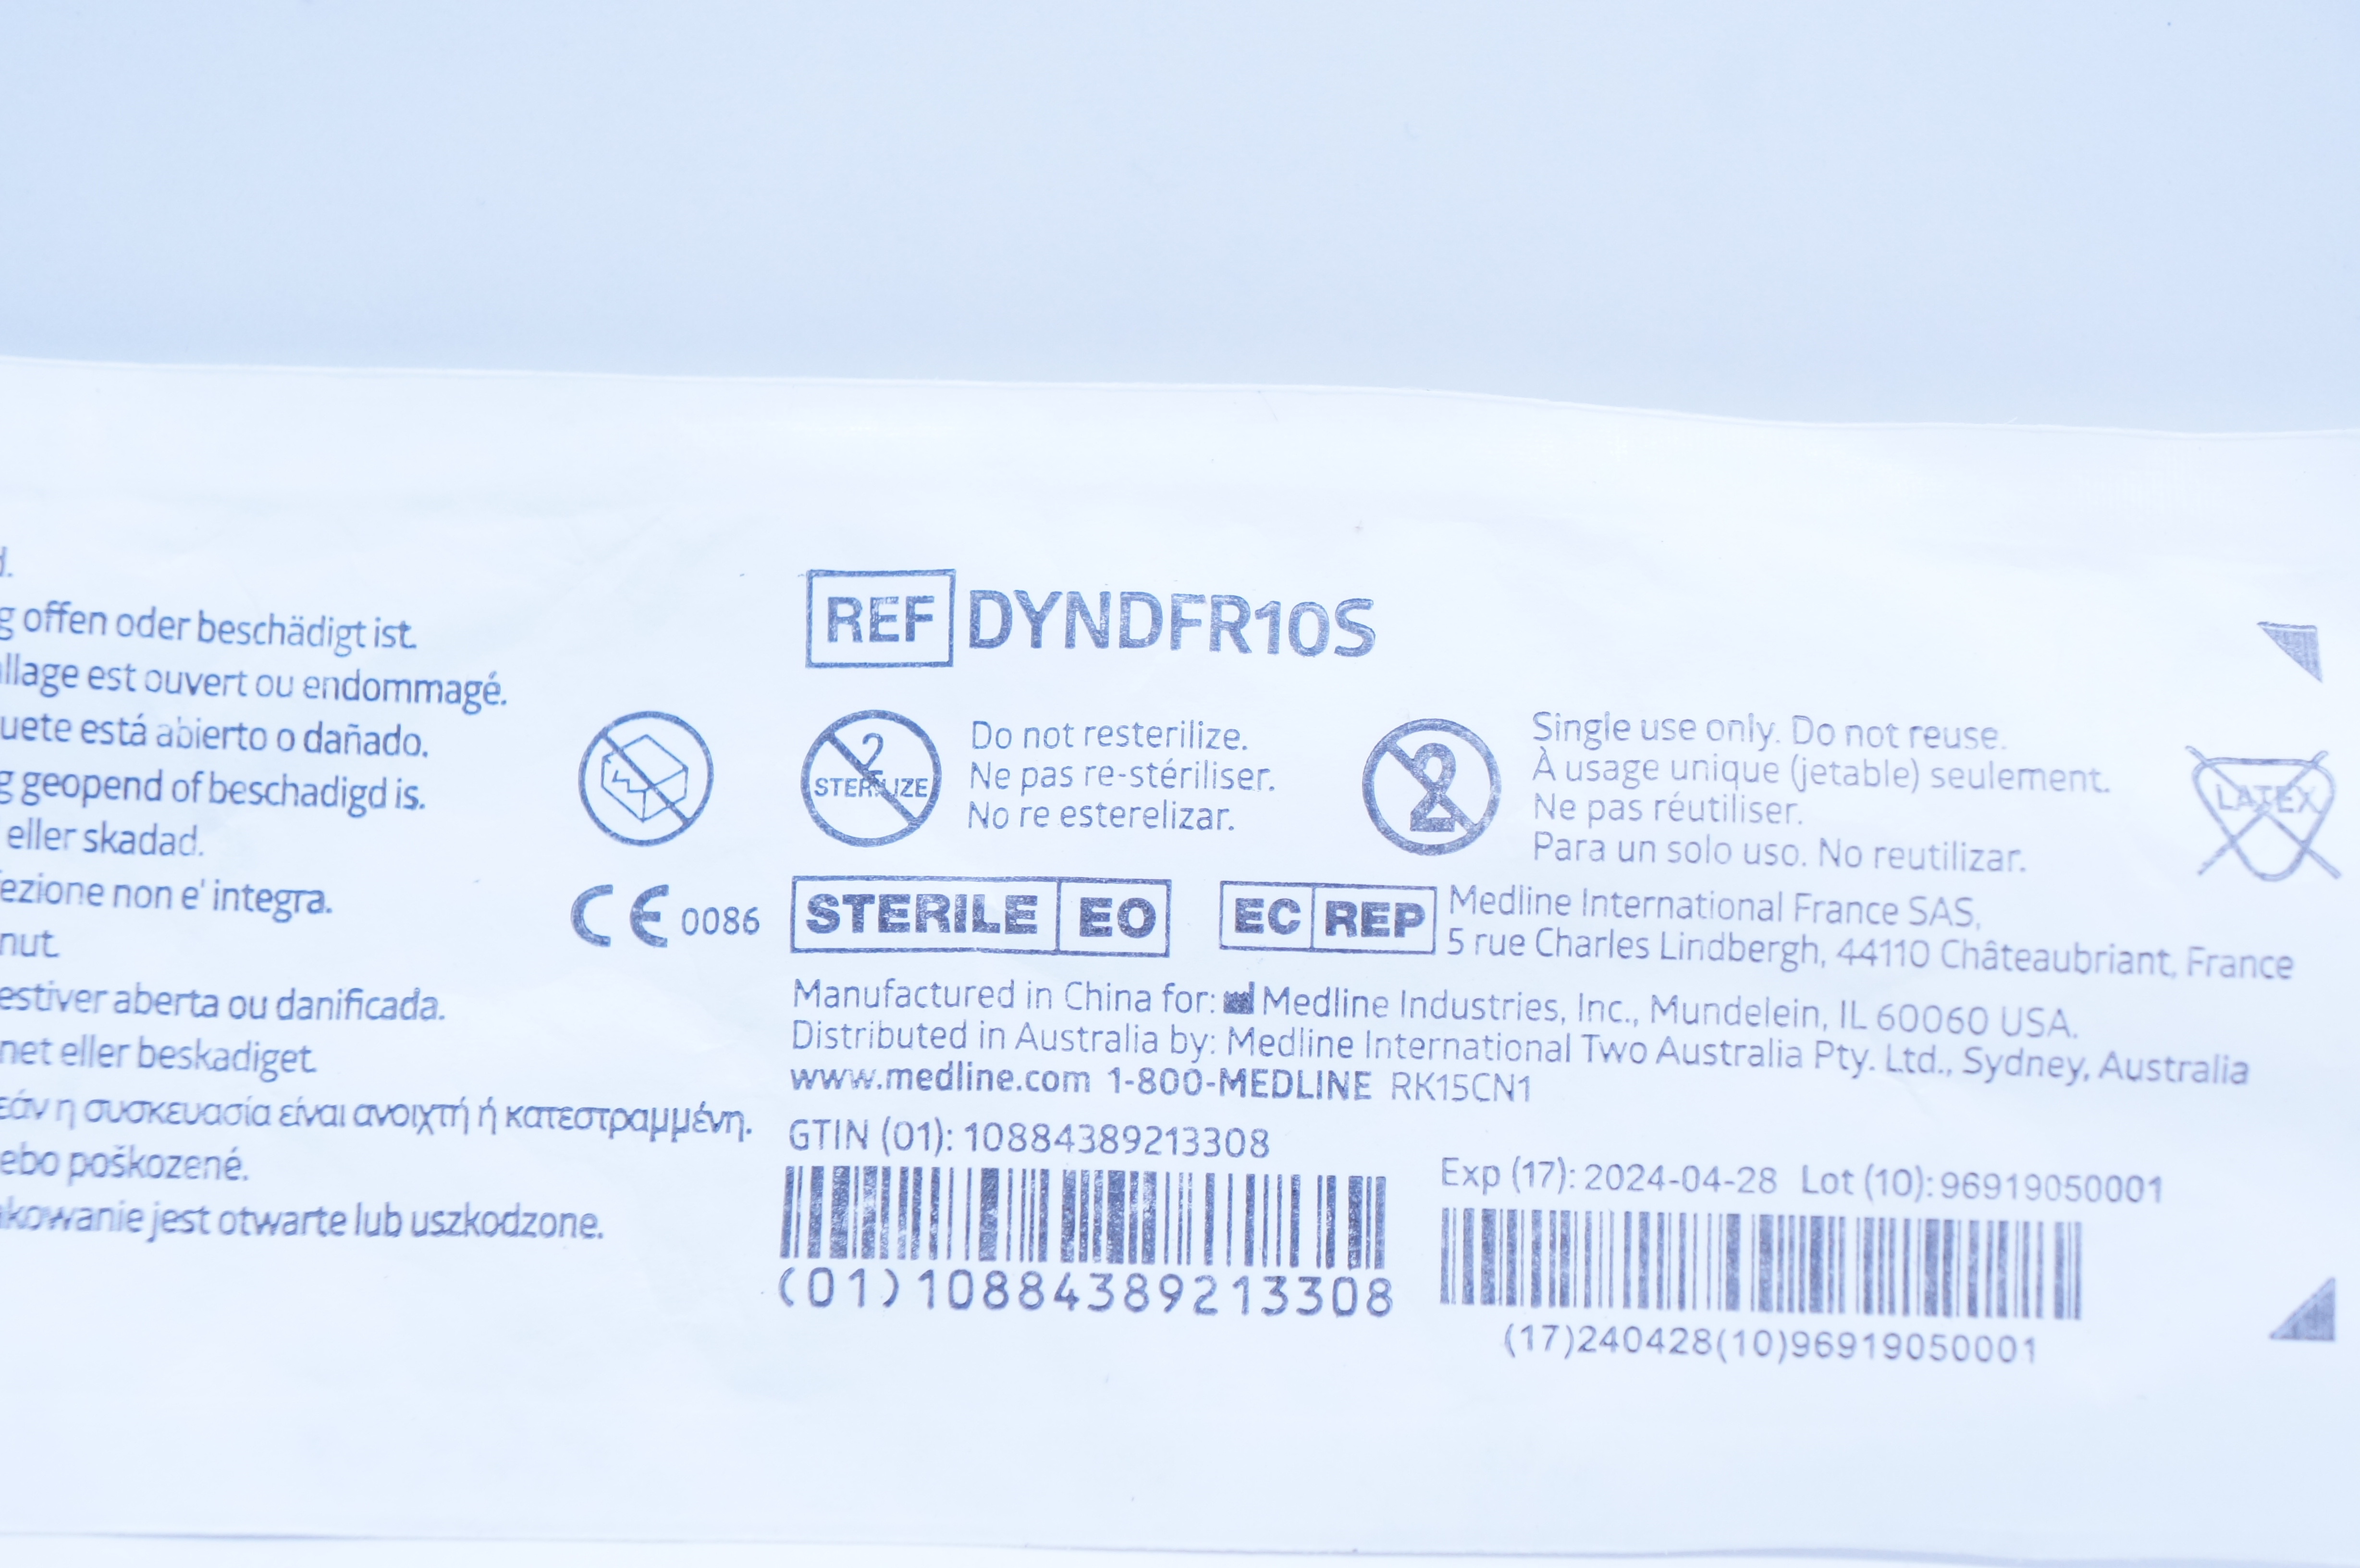 d.
g offen oder beschädigt ist.
llage est ouvert ou endommagé.
uete está abierto o dañado.
g geopend of beschadigd is.
eller skadad.
ezione non e' integra.
nut.
estiver aberta ou danificada.
net eller beskadiget.
εάν η συσκευασία είναι ανοιχτή ή κατεστραμμένη.
ebo poškozené.
akowanie jest otwarte lub uszkodzone.
CE 0086
REF DYNDFR10S
2 STERILIZE
Do not resterilize.
Ne pas re-stériliser.
No re esterelizar.
2
Single use only. Do not reuse.
À usage unique (jetable) seulement.
Ne pas réutiliser.
Para un solo uso. No reutilizar.
LATEX
STERILE EO
EC REP
Medline International France SAS,
5 rue Charles Lindbergh, 44110 Châteaubriant, France
Manufactured in China for: Medline Industries, Inc., Mundelein, IL 60060 USA.
Distributed in Australia by: Medline International Two Australia Pty. Ltd., Sydney, Australia
www.medline.com 1-800-MEDLINE RK15CN1
GTIN (01): 10884389213308
(01)10884389213308
Exp (17): 2024-04-28 Lot (10): 96919050001
(17)240428(10)96919050001